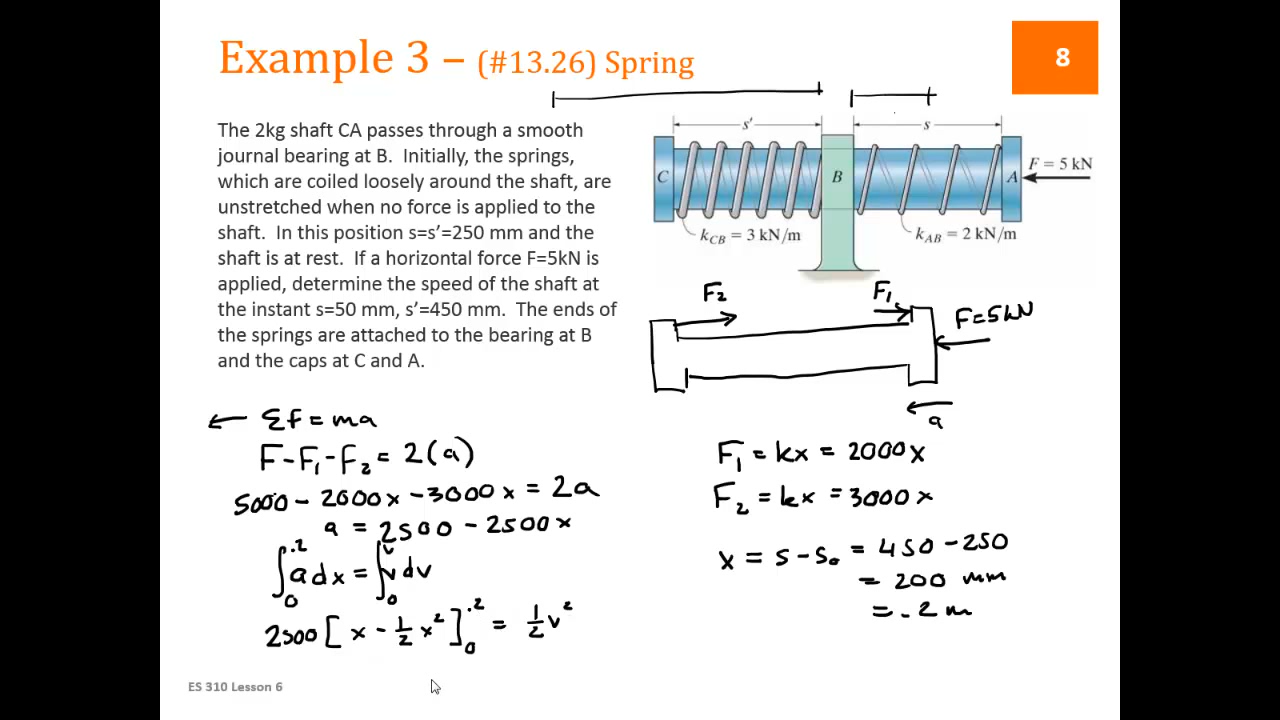 Example 3 – (#13.26) Spring
8
The 2kg shaft CA passes through a smooth
journal bearing at B. Initially, the springs,
which are coiled loosely around the shaft, are
unstretched when no force is applied to the
shaft. In this position s=s’=250 mm and the
shaft is at rest. If a horizontal force F=5kN is
applied, determine the speed of the shaft at
the instant s=50 mm, s’=450 mm. The ends of
the springs are attached to the bearing at B
and the caps at C and A.
s'
s
C
B
A
F = 5 kN
k_CB = 3 kN/m
k_AB = 2 kN/m
F₂
F₁
F=5kN
a
← Σf = ma
F - F₁ - F₂ = 2(a)
5000 - 2000x - 3000x = 2a
a = 2500 - 2500x
∫₀^.2 a dx = ∫₀^v v dv
2500 [ x - ½ x² ]₀^.2 = ½ v²
F₁ = kx = 2000x
F₂ = kx = 3000x
x = s - s₀ = 450 - 250
= 200 mm
= .2 m
ES 310 Lesson 6